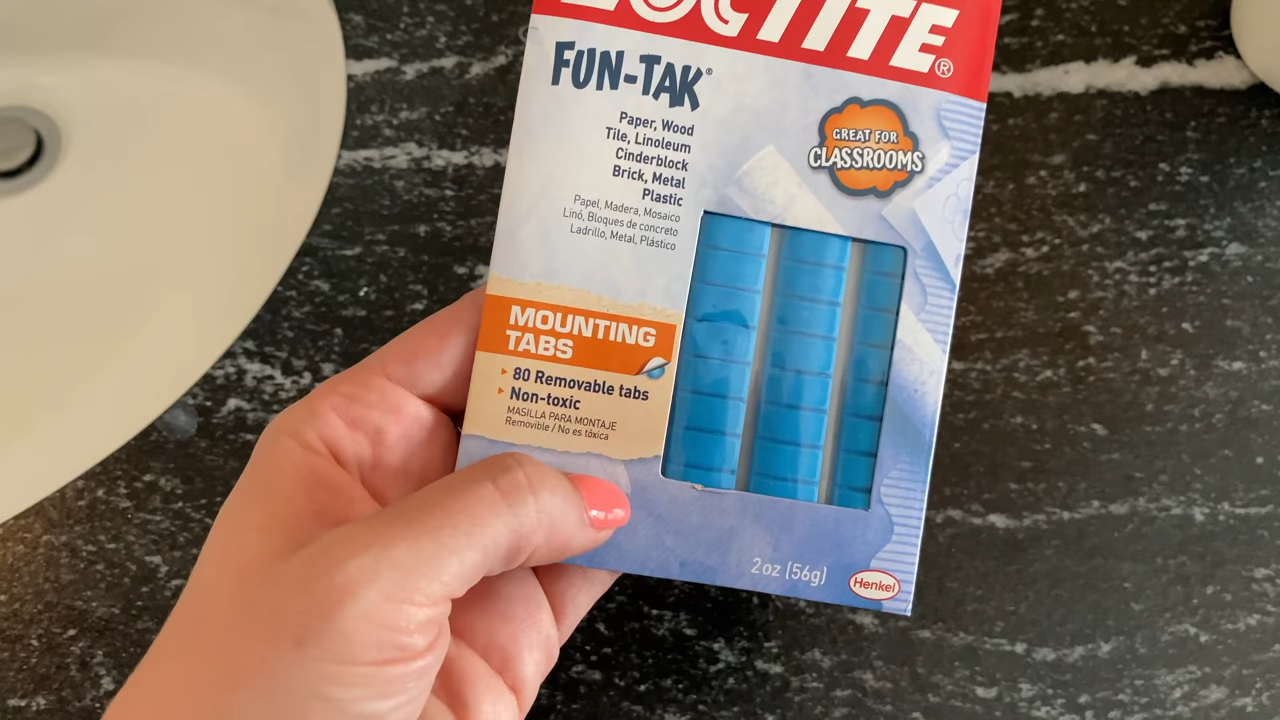 LOCTITE®
FUN-TAK®
Paper, Wood
Tile, Linoleum
Cinderblock
Brick, Metal
Plastic
Papel, Madera, Mosaico
Linó, Bloques de concreto
Ladrillo, Metal, Plástico
GREAT FOR
CLASSROOMS
MOUNTING
TABS
80 Removable tabs
Non-toxic
MASILLA PARA MONTAJE
Removible / No es tóxica
2oz (56g)
Henkel